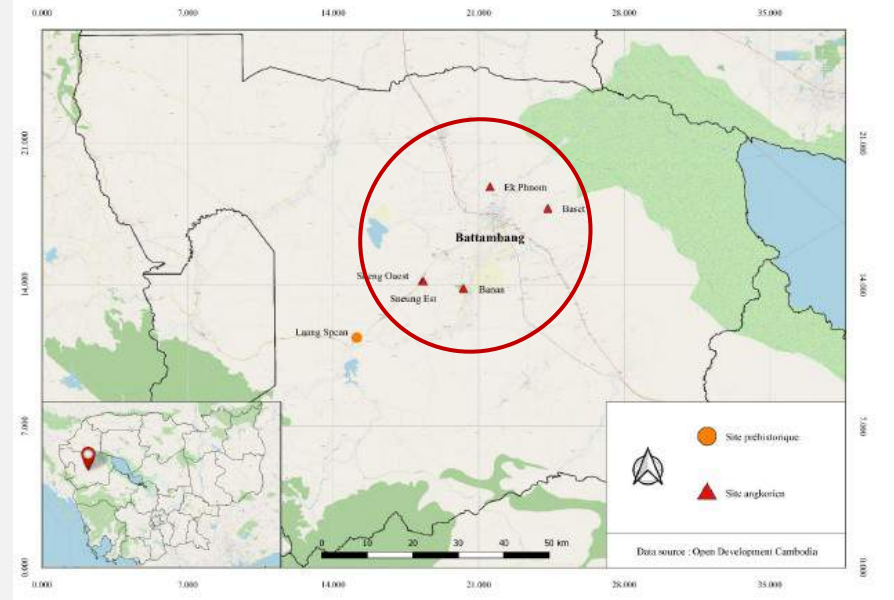 0.000 7.000 14.000 21.000 28.000 35.000
21.000 21.000
Ek Phnom
Baset
Battambang
Sneng Ouest
14.000 14.000
Sneung Est Banan
Laang Spean
7.000 7.000
Site préhistorique
Site angkorien
0 10 20 30 40 50 km
Data source : Open Development Cambodia
0.000 0.000
0.000 7.000 14.000 21.000 28.000 35.000